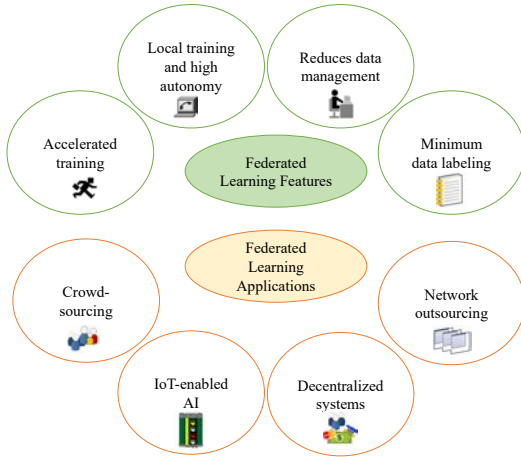 Local training
and high
autonomy
Reduces data
management
Accelerated
training
Federated
Learning Features
Minimum
data labeling
Federated
Learning
Applications
Crowd-
sourcing
Network
outsourcing
IoT-enabled
AI
Decentralized
systems